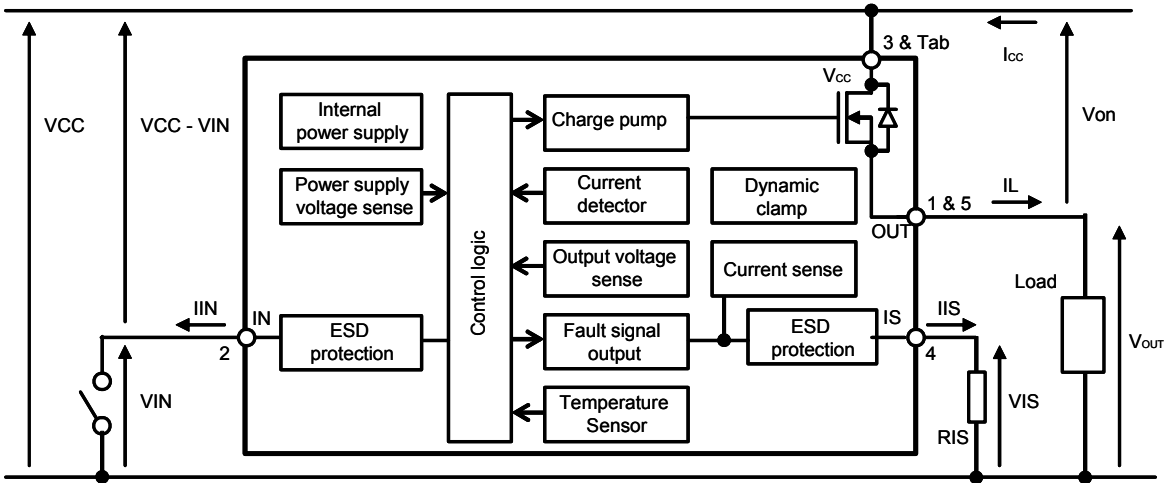 3 & Tab
ICC
VCC
VCC
VCC - VIN
Internal
power supply
Charge pump
Von
Power supply
voltage sense
Current
detector
Dynamic
clamp
1 & 5
IL
OUT
Control logic
Output voltage
sense
Current sense
Load
IIN
IN
ESD
protection
Fault signal
output
ESD
protection
IS
IIS
2
4
VOUT
VIN
Temperature
Sensor
VIS
RIS